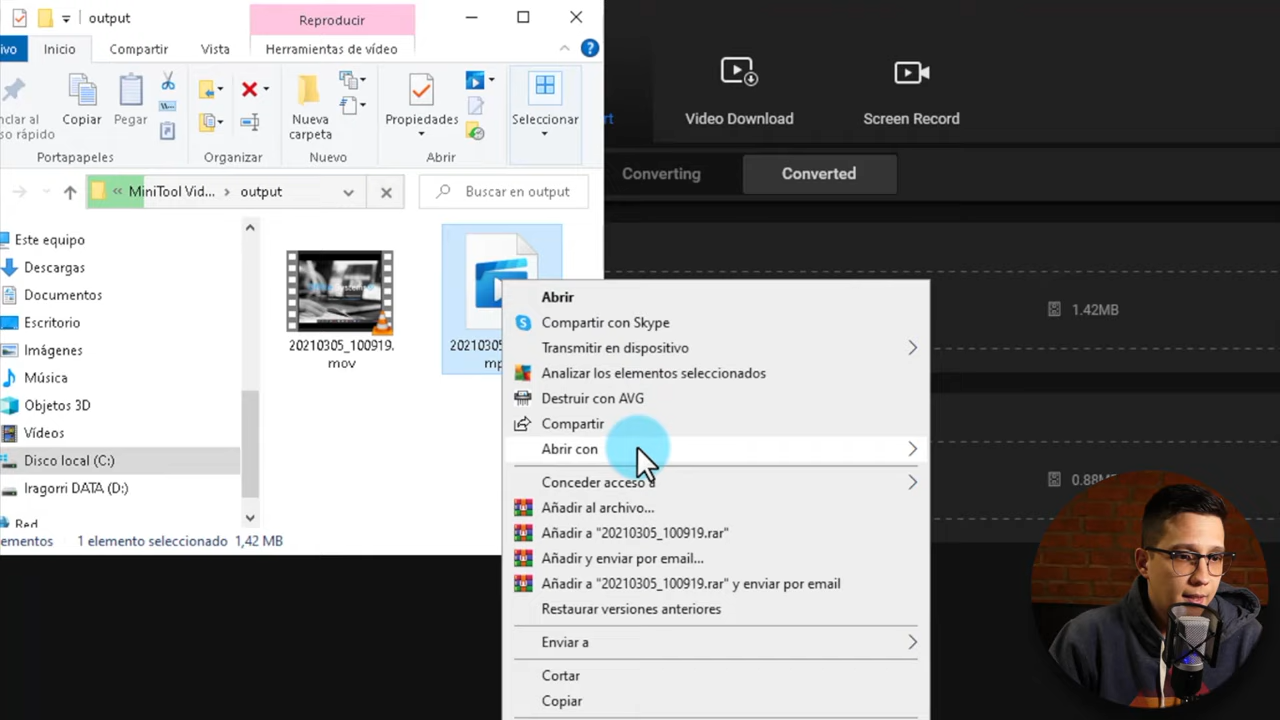 output
Reproducir
ivo
Inicio
Compartir
Vista
Herramientas de vídeo
Copiar
Pegar
Nueva
carpeta
Propiedades
Seleccionar
Portapapeles
Organizar
Nuevo
Abrir
« MiniTool Vid... > output
Buscar en output
Este equipo
Descargas
Documentos
Escritorio
Imágenes
Música
Objetos 3D
Vídeos
Disco local (C:)
Iragorri DATA (D:)
Red
ementos
1 elemento seleccionado 1,42 MB
20210305_100919.
mov
Abrir
Compartir con Skype
Transmitir en dispositivo
Analizar los elementos seleccionados
Destruir con AVG
Compartir
Abrir con
Conceder acceso a
Añadir al archivo...
Añadir a "20210305_100919.rar"
Añadir y enviar por email...
Añadir a "20210305_100919.rar" y enviar por email
Restaurar versiones anteriores
Enviar a
Cortar
Copiar
Video Download
Screen Record
Converting
Converted
1.42MB